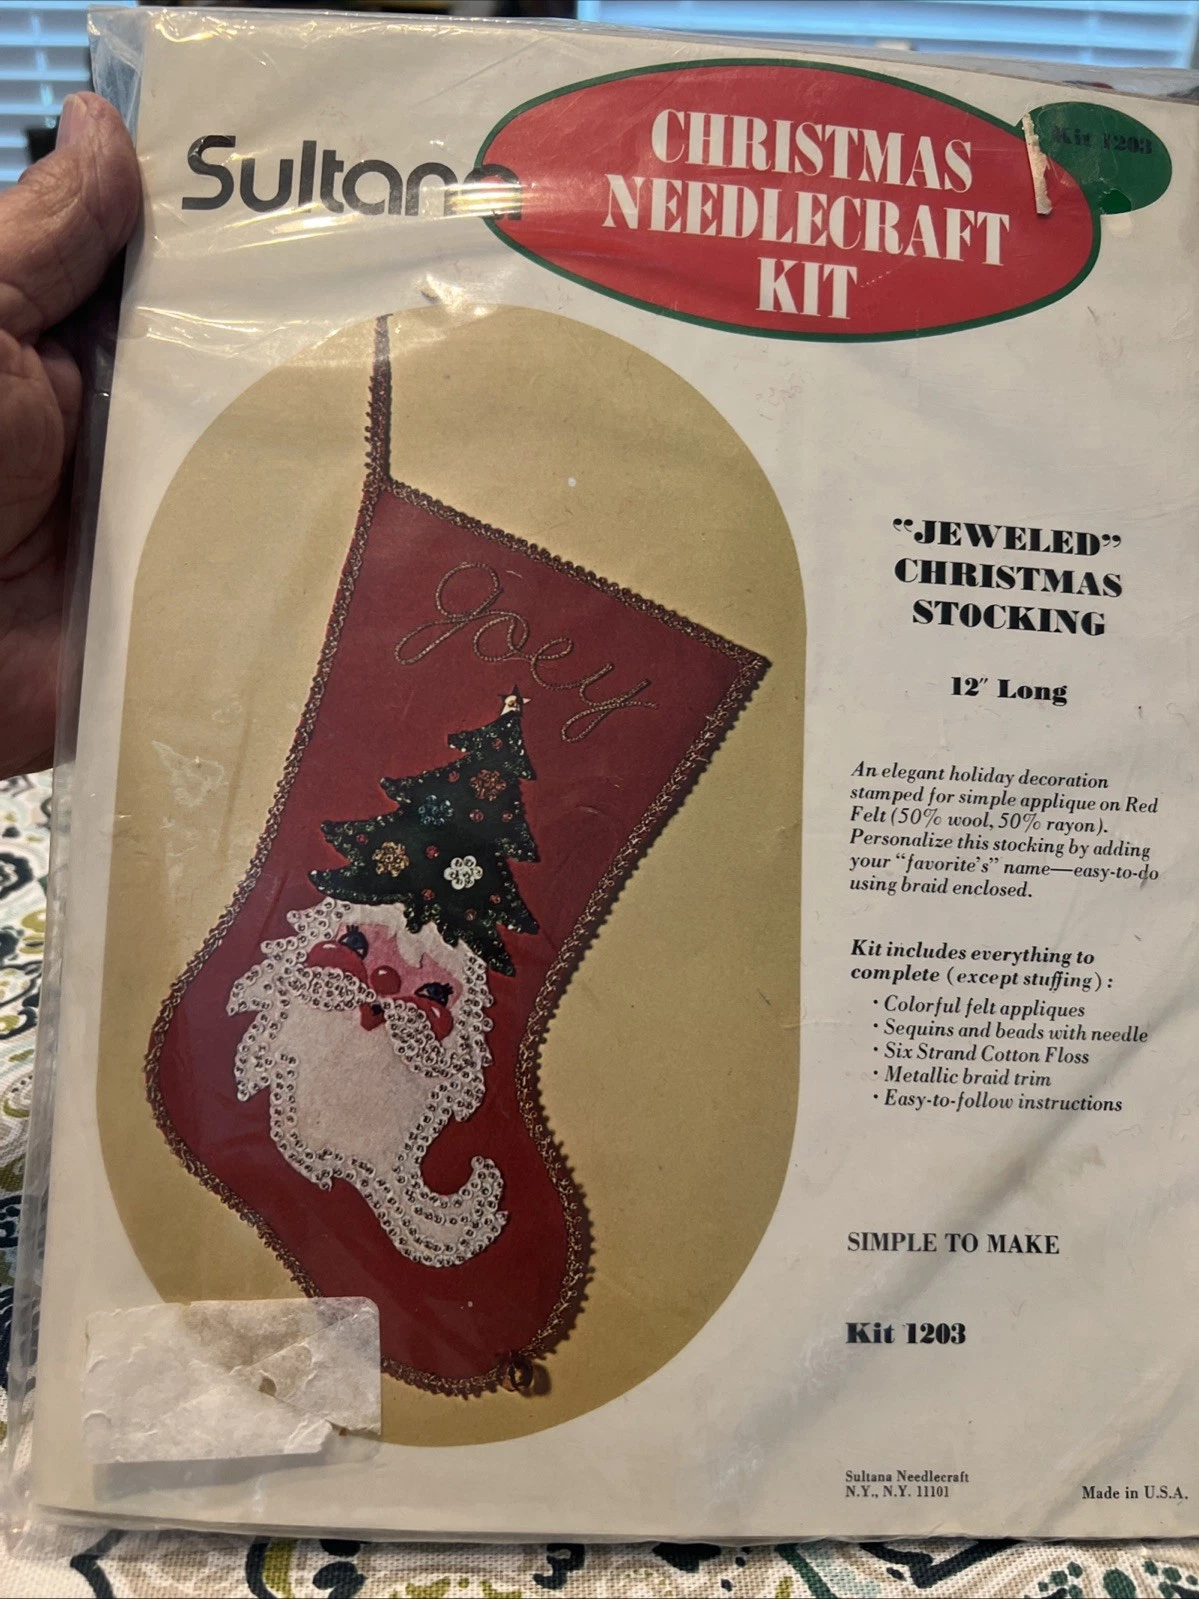 Sultana
CHRISTMAS
NEEDLECRAFT
KIT
Kit 1203
Joey
“JEWELED”
CHRISTMAS
STOCKING
12″ Long
An elegant holiday decoration
stamped for simple applique on Red
Felt (50% wool, 50% rayon).
Personalize this stocking by adding
your “favorite’s” name—easy-to-do
using braid enclosed.
Kit includes everything to
complete (except stuffing) :
• Colorful felt appliques
• Sequins and beads with needle
• Six Strand Cotton Floss
• Metallic braid trim
• Easy-to-follow instructions
SIMPLE TO MAKE
Kit 1203
Sultana Needlecraft
N.Y., N.Y. 11101
Made in U.S.A.